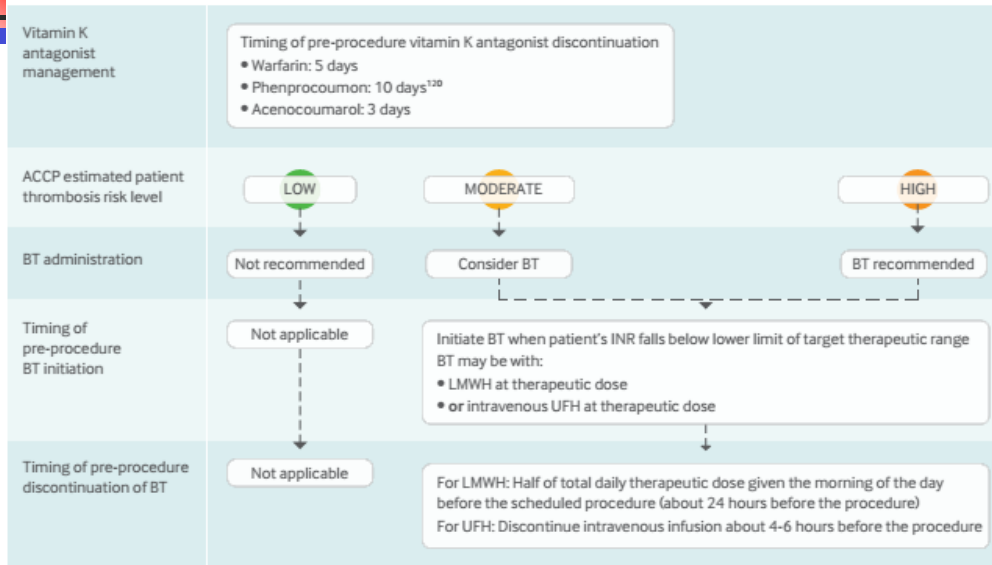 Vitamin K
antagonist
management
Timing of pre-procedure vitamin K antagonist discontinuation
• Warfarin: 5 days
• Phenprocoumon: 10 days¹²⁰
• Acenocoumarol: 3 days
ACCP estimated patient
thrombosis risk level
LOW
MODERATE
HIGH
BT administration
Not recommended
Consider BT
BT recommended
Timing of
pre-procedure
BT initiation
Not applicable
Initiate BT when patient's INR falls below lower limit of target therapeutic range
BT may be with:
• LMWH at therapeutic dose
• or intravenous UFH at therapeutic dose
Timing of pre-procedure
discontinuation of BT
Not applicable
For LMWH: Half of total daily therapeutic dose given the morning of the day
before the scheduled procedure (about 24 hours before the procedure)
For UFH: Discontinue intravenous infusion about 4-6 hours before the procedure